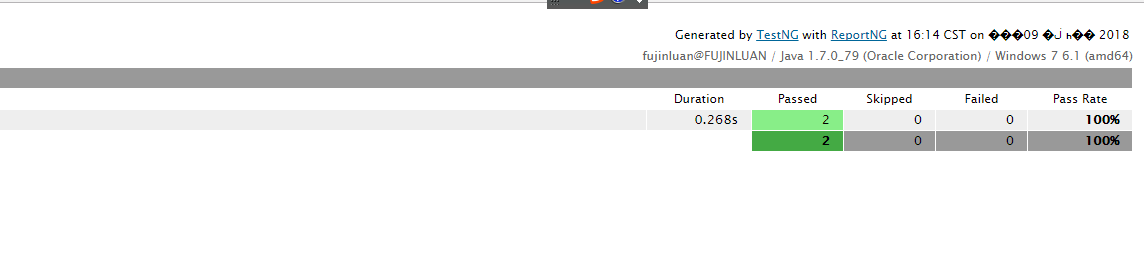 Generated by TestNG with ReportNG at 16:14 CST on ���09 �ل ʱ�� 2018
fujinluan@FUJINLUAN / Java 1.7.0_79 (Oracle Corporation) / Windows 7 6.1 (amd64)
Duration Passed Skipped Failed Pass Rate
0.268s 2 0 0 100%
2 0 0 100%